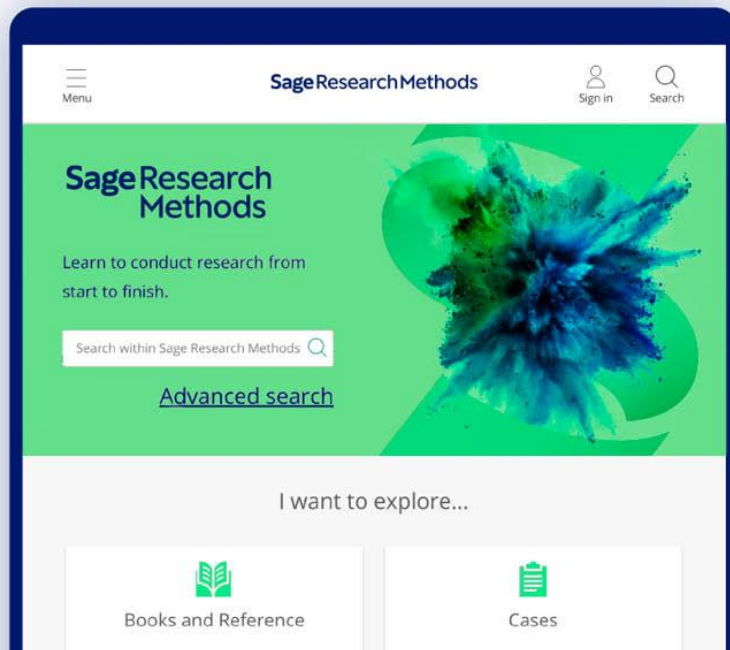 Menu
Sage Research Methods
Sign in
Search
Sage Research
Methods
Learn to conduct research from
start to finish.
Search within Sage Research Methods
Advanced search
I want to explore...
Books and Reference
Cases